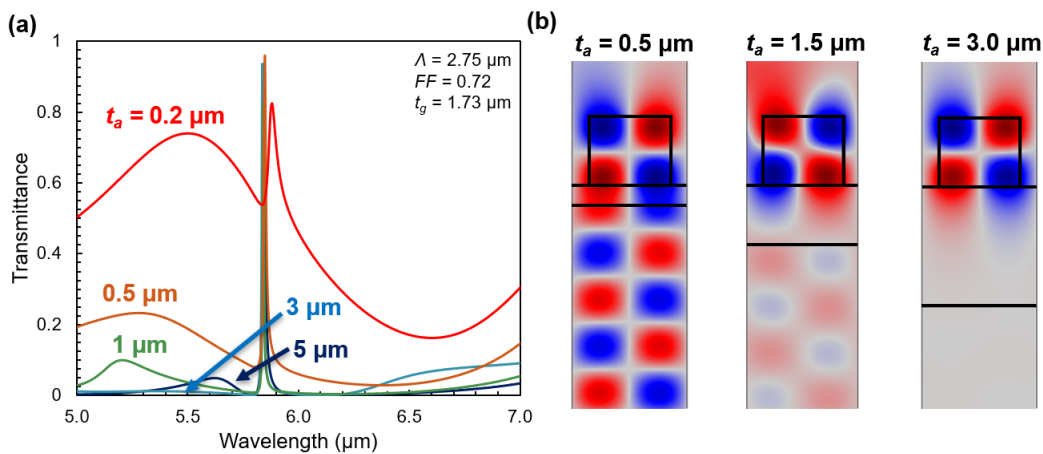 (a)
1
0.8
0.6
0.4
0.2
0
Transmittance
5.0
5.5
6.0
6.5
7.0
Wavelength (μm)
Λ = 2.75 μm
FF = 0.72
t_g = 1.73 μm
t_a = 0.2 μm
0.5 μm
1 μm
3 μm
5 μm
(b)
t_a = 0.5 μm
t_a = 1.5 μm
t_a = 3.0 μm